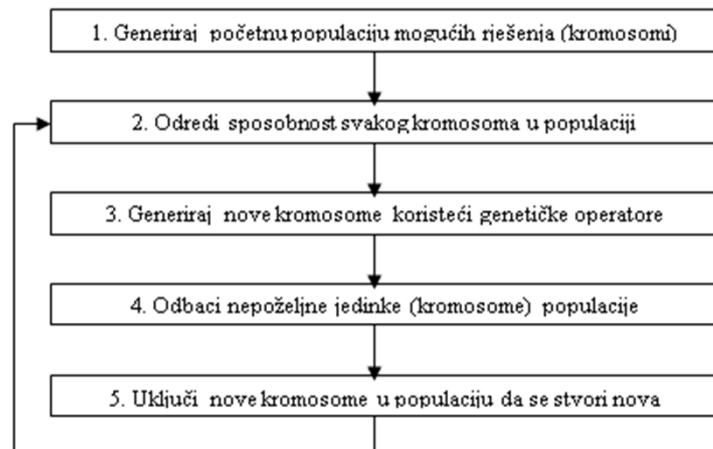 1. Generiraj početnu populaciju mogućih rješenja (kromosomi)
2. Odredi sposobnost svakog kromosoma u populaciji
3. Generiraj nove kromosome koristeći genetičke operatore
4. Odbaci nepoželjne jedinke (kromosome) populacije
5. Uključi nove kromosome u populaciju da se stvori nova